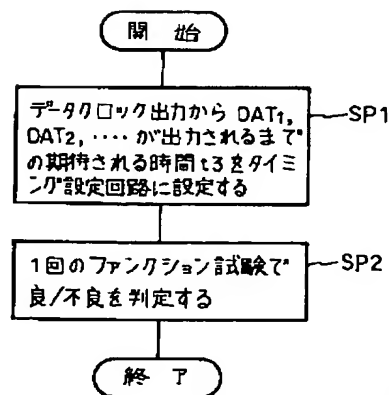 開 始
データクロック出力から DAT1,
DAT2, ‥‥ が出力されるまで
の期待される時間 t3 をタイミ
ング設定回路に設定する
SP1
1回のファンクション試験で
良/不良を判定する
SP2
終 了